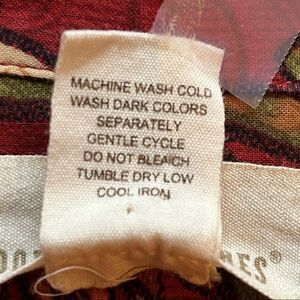 MACHINE WASH COLD
WASH DARK COLORS
SEPARATELY
GENTLE CYCLE
DO NOT BLEACH
TUMBLE DRY LOW
COOL IRON